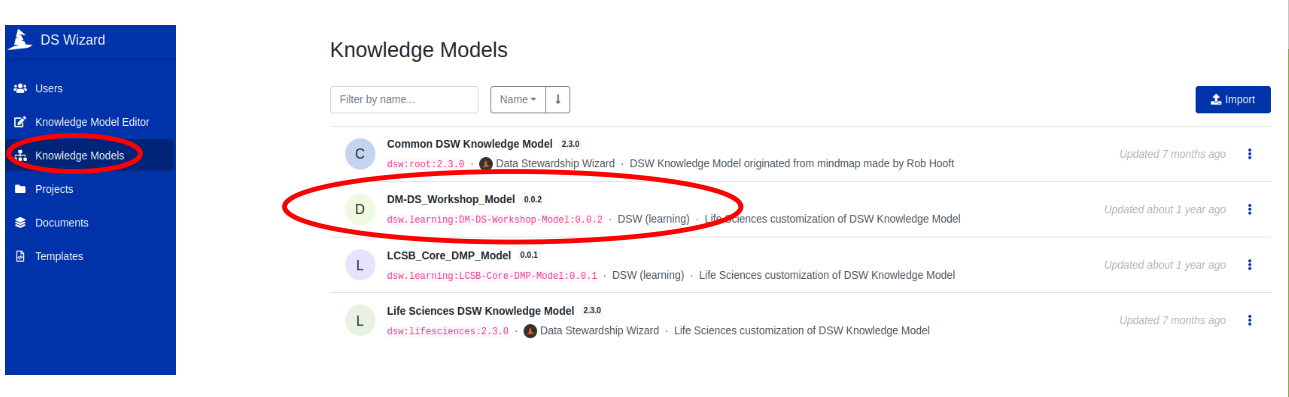 DS Wizard
Users
Knowledge Model Editor
Knowledge Models
Projects
Documents
Templates
Knowledge Models
Filter by name...
Name
Import
C
Common DSW Knowledge Model 2.3.0
dsw:root:2.3.0 · Data Stewardship Wizard · DSW Knowledge Model originated from mindmap made by Rob Hooft
Updated 7 months ago
D
DM-DS_Workshop_Model 0.0.2
dsw.learning:DM-DS-Workshop-Model:0.0.2 · DSW (learning) · Life Sciences customization of DSW Knowledge Model
Updated about 1 year ago
L
LCSB_Core_DMP_Model 0.0.1
dsw.learning:LCSB-Core-DMP-Model:0.0.1 · DSW (learning) · Life Sciences customization of DSW Knowledge Model
Updated about 1 year ago
L
Life Sciences DSW Knowledge Model 2.3.0
dsw:lifesciences:2.3.0 · Data Stewardship Wizard · Life Sciences customization of DSW Knowledge Model
Updated 7 months ago